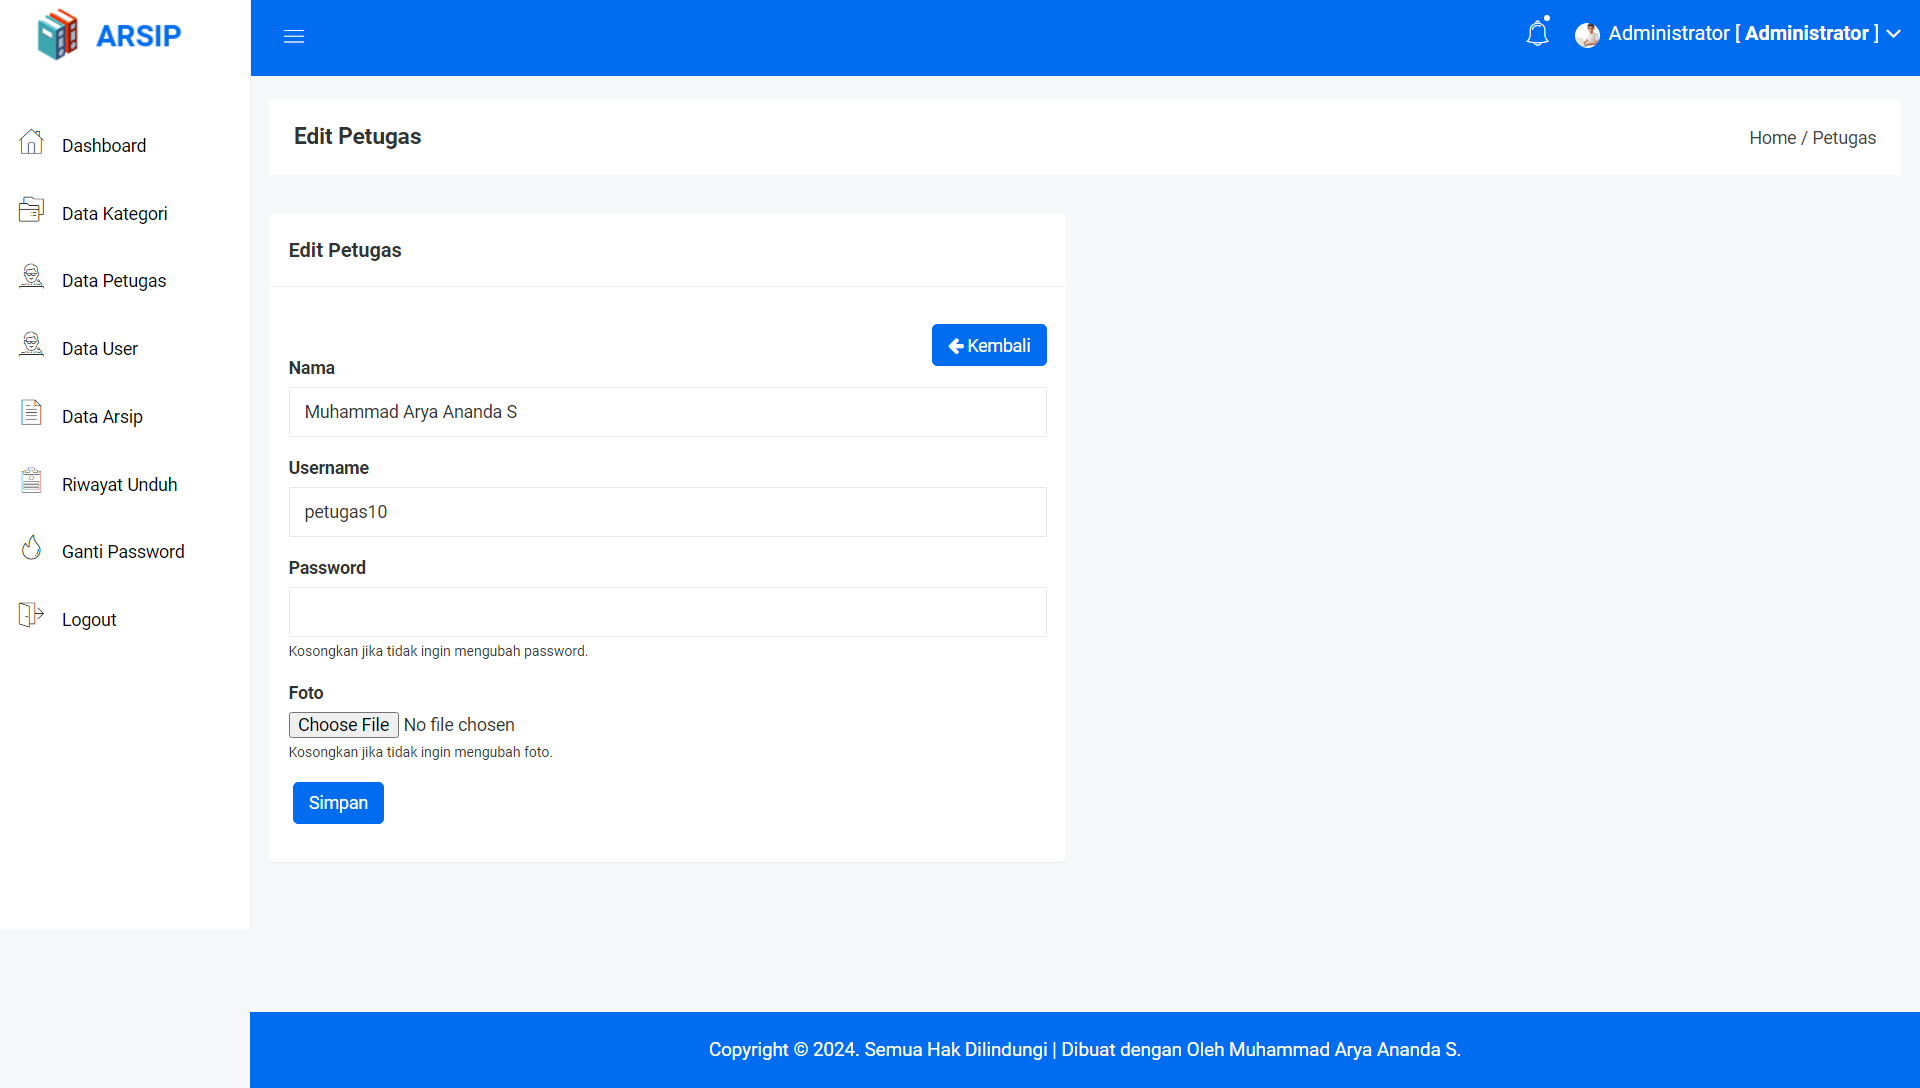 ARSIP
Administrator [ Administrator ]
Dashboard
Data Kategori
Data Petugas
Data User
Data Arsip
Riwayat Unduh
Ganti Password
Logout
Edit Petugas
Home / Petugas
Edit Petugas
Kembali
Nama
Muhammad Arya Ananda S
Username
petugas10
Password
Kosongkan jika tidak ingin mengubah password.
Foto
Choose File No file chosen
Kosongkan jika tidak ingin mengubah foto.
Simpan
Copyright © 2024. Semua Hak Dilindungi | Dibuat dengan Oleh Muhammad Arya Ananda S.